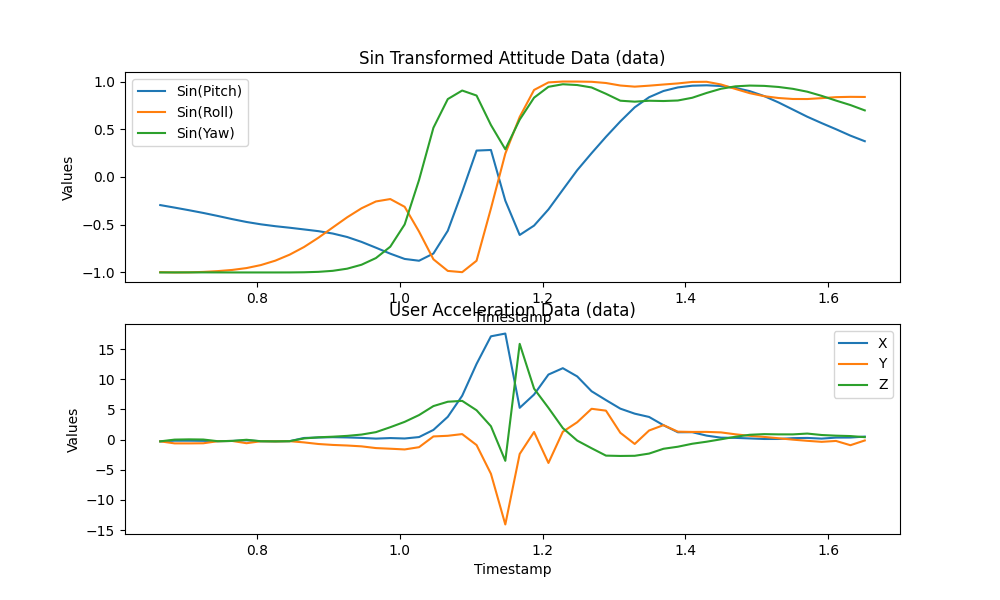 Sin Transformed Attitude Data (data)
Values
1.0
0.5
0.0
−0.5
−1.0
Sin(Pitch)
Sin(Roll)
Sin(Yaw)
0.8 1.0 1.2 1.4 1.6
Timestamp
User Acceleration Data (data)
Values
15
10
5
0
−5
−10
−15
X
Y
Z
0.8 1.0 1.2 1.4 1.6
Timestamp